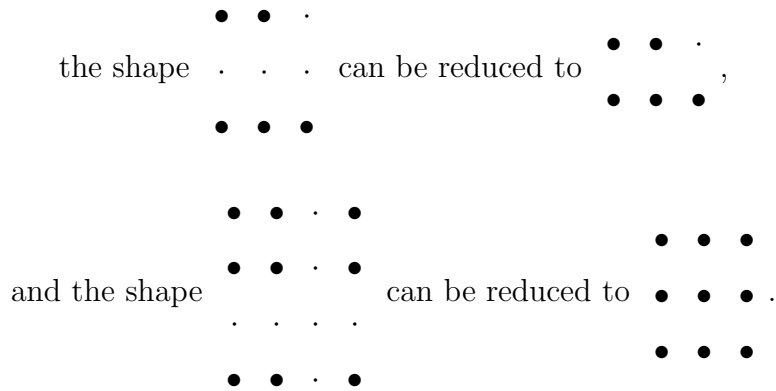 the shape can be reduced to ,
and the shape can be reduced to .